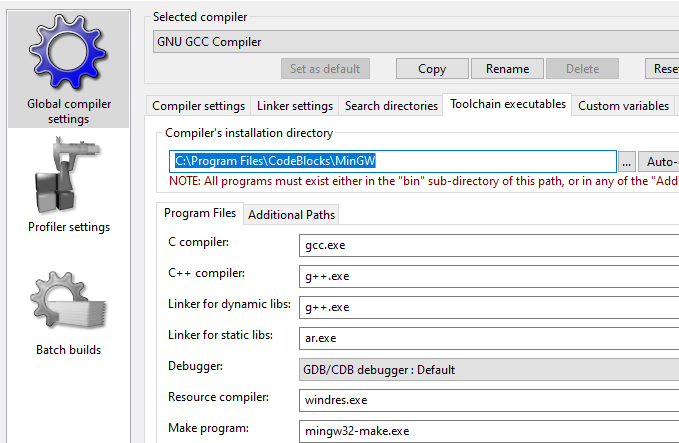 Selected compiler
GNU GCC Compiler
Set as default
Copy
Rename
Delete
Rese
Global compiler
settings
Profiler settings
Batch builds
Compiler settings
Linker settings
Search directories
Toolchain executables
Custom variables
Compiler's installation directory
C:\Program Files\CodeBlocks\MinGW
...
Auto-
NOTE: All programs must exist either in the "bin" sub-directory of this path, or in any of the "Add
Program Files
Additional Paths
C compiler:
gcc.exe
C++ compiler:
g++.exe
Linker for dynamic libs:
g++.exe
Linker for static libs:
ar.exe
Debugger:
GDB/CDB debugger : Default
Resource compiler:
windres.exe
Make program:
mingw32-make.exe